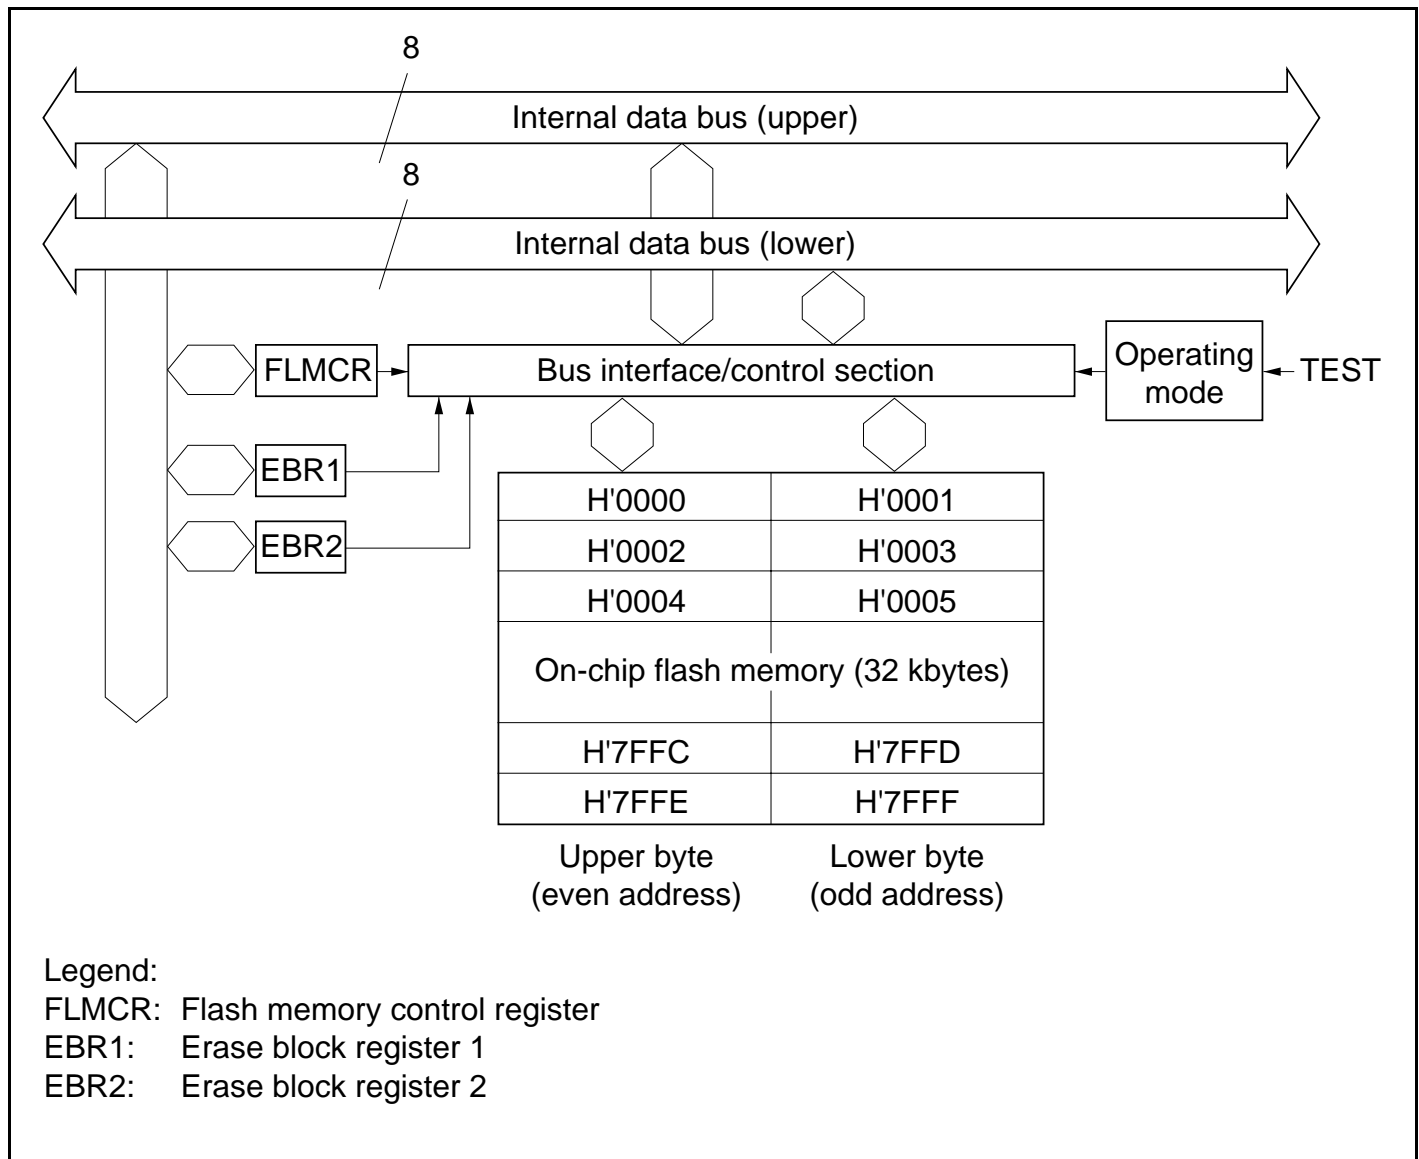 8
Internal data bus (upper)
8
Internal data bus (lower)
FLMCR
Bus interface/control section
Operating
mode
TEST
EBR1
EBR2
H'0000 H'0001
H'0002 H'0003
H'0004 H'0005
On-chip flash memory (32 kbytes)
H'7FFC H'7FFD
H'7FFE H'7FFF
Upper byte
(even address)
Lower byte
(odd address)
Legend:
FLMCR: Flash memory control register
EBR1: Erase block register 1
EBR2: Erase block register 2